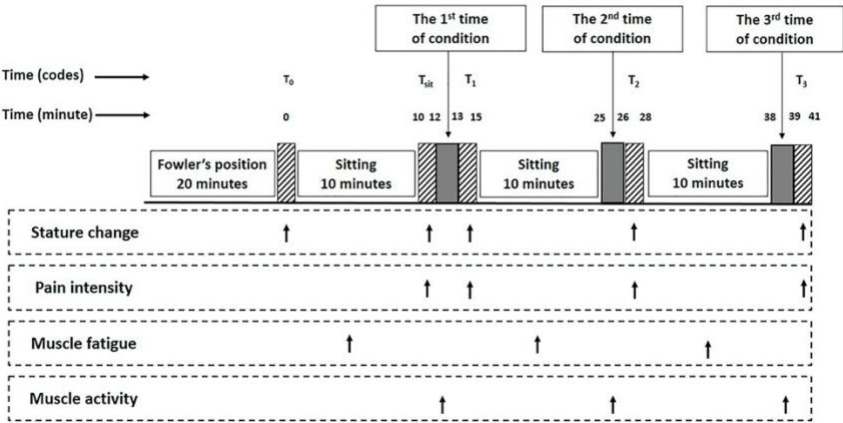 The 1st time
of condition
The 2nd time
of condition
The 3rd time
of condition
Time (codes)
T0
Tsit
T1
T2
T3
Time (minute)
0
10 12 13 15
25 26 28
38 39 41
Fowler's position
20 minutes
Sitting
10 minutes
Sitting
10 minutes
Sitting
10 minutes
Stature change
Pain intensity
Muscle fatigue
Muscle activity